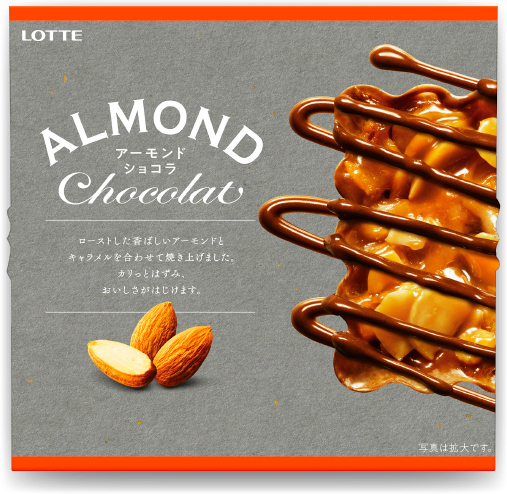 LOTTE
ALMOND
アーモンド
ショコラ
Chocolat
ローストした香ばしいアーモンドと
キャラメルを合わせて焼き上げました。
カリっとはずみ、
おいしさがはじけます。
写真は拡大です。